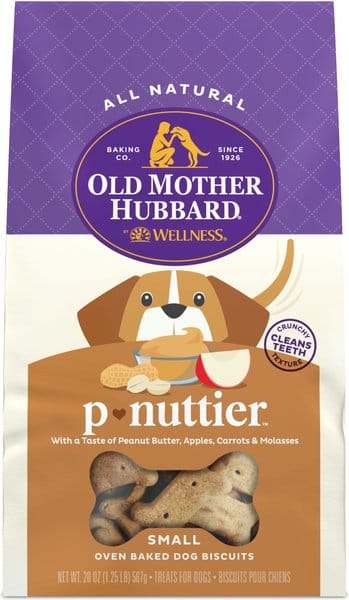 ALL NATURAL
BAKING CO.
SINCE 1926
OLD MOTHER
HUBBARD®
BY WELLNESS®
CRUNCHY
CLEANS
TEETH
TEXTURE
p nuttier™
With a Taste of Peanut Butter, Apples, Carrots & Molasses
SMALL
OVEN BAKED DOG BISCUITS
NET WT. 20 OZ (1.25 LB) 567g • TREATS FOR DOGS • BISCUITS POUR CHIENS